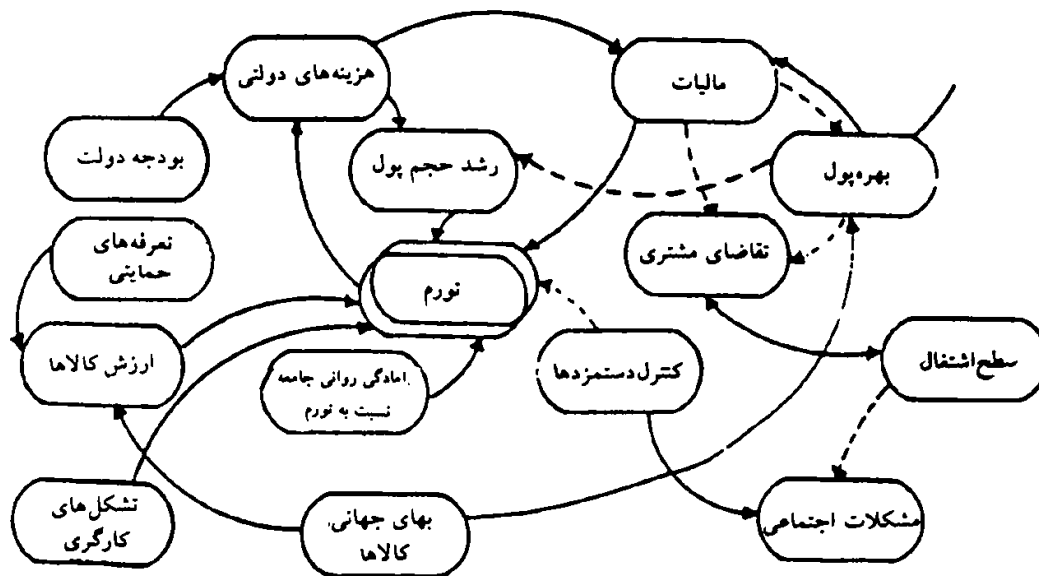 هزینه‌های دولتی
مالیات
بودجه دولت
رشد حجم پول
بهره‌پول
تعرفه‌های
حمایتی
تقاضای مشتری
تورم
ارزش کالاها
امادگی روانی جامعه
نسبت به تورم
کنترل دستمزدها
سطح اشتغال
تشکل‌های
کارگری
بهای جهانی
کالاها
مشکلات اجتماعی